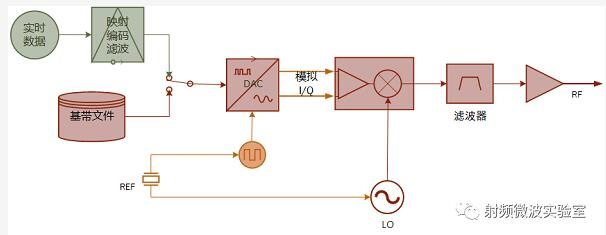 实时
数据
映射
编码
滤波
基带文件
DAC
模拟
I/Q
滤波器
RF
REF
LO
射频微波实验室